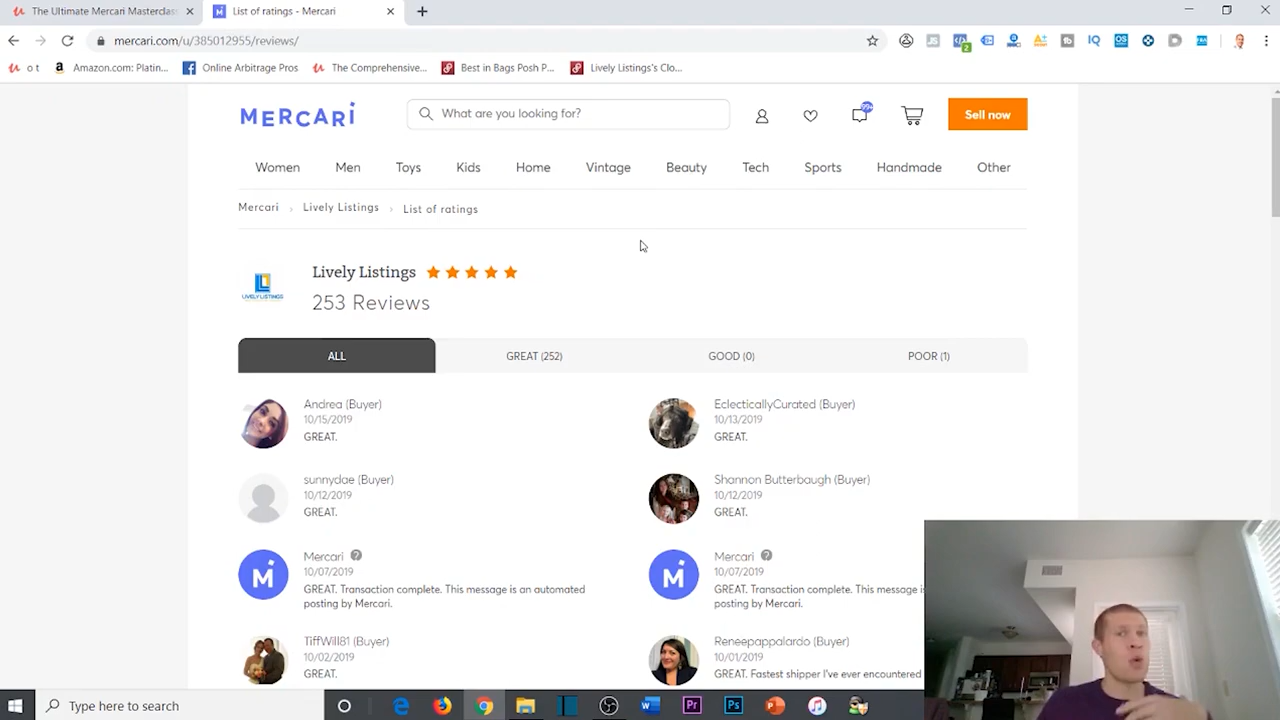 The Ultimate Mercari Masterclass
List of ratings - Mercari
mercari.com/u/385012955/reviews/
o t
Amazon.com: Platin...
Online Arbitrage Pros
The Comprehensive...
Best in Bags Posh P...
Lively Listings's Clo...
MERCARI
What are you looking for?
99+
Sell now
Women
Men
Toys
Kids
Home
Vintage
Beauty
Tech
Sports
Handmade
Other
Mercari
Lively Listings
List of ratings
LIVELY LISTINGS
Lively Listings
253 Reviews
ALL
GREAT (252)
GOOD (0)
POOR (1)
Andrea (Buyer)
10/15/2019
GREAT.
EclecticallyCurated (Buyer)
10/13/2019
GREAT.
sunnydae (Buyer)
10/12/2019
GREAT.
Shannon Butterbaugh (Buyer)
10/12/2019
GREAT.
Mercari
10/07/2019
GREAT. Transaction complete. This message is an automated
posting by Mercari.
Mercari
10/07/2019
GREAT. Transaction complete. This message is
posting by Mercari.
TiffWill81 (Buyer)
10/02/2019
GREAT.
Reneepappalardo (Buyer)
10/01/2019
GREAT. Fastest shipper I've ever encountered
Type here to search